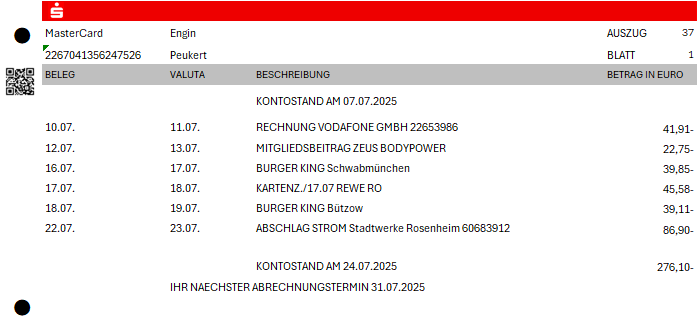 MasterCard Engin AUSZUG 37
2267041356247526 Peukert BLATT 1
BELEG VALUTA BESCHREIBUNG BETRAG IN EURO
KONTOSTAND AM 07.07.2025
10.07. 11.07. RECHNUNG VODAFONE GMBH 22653986 41,91-
12.07. 13.07. MITGLIEDSBEITRAG ZEUS BODYPOWER 22,75-
16.07. 17.07. BURGER KING Schwabmünchen 39,85-
17.07. 18.07. KARTENZ./17.07 REWE RO 45,58-
18.07. 19.07. BURGER KING Bützow 39,11-
22.07. 23.07. ABSCHLAG STROM Stadtwerke Rosenheim 60683912 86,90-
KONTOSTAND AM 24.07.2025 276,10-
IHR NAECHSTER ABRECHNUNGSTERMIN 31.07.2025